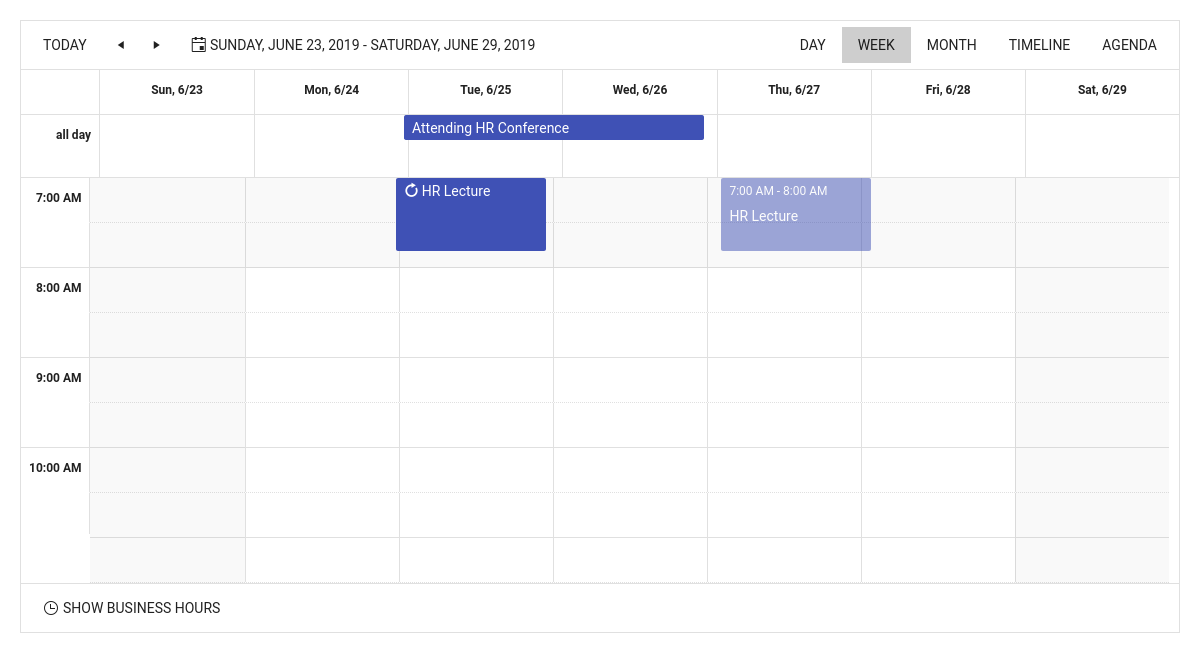 TODAY
SUNDAY, JUNE 23, 2019 - SATURDAY, JUNE 29, 2019
DAY
WEEK
MONTH
TIMELINE
AGENDA
Sun, 6/23
Mon, 6/24
Tue, 6/25
Wed, 6/26
Thu, 6/27
Fri, 6/28
Sat, 6/29
all day
Attending HR Conference
7:00 AM
HR Lecture
7:00 AM - 8:00 AM
HR Lecture
8:00 AM
9:00 AM
10:00 AM
SHOW BUSINESS HOURS